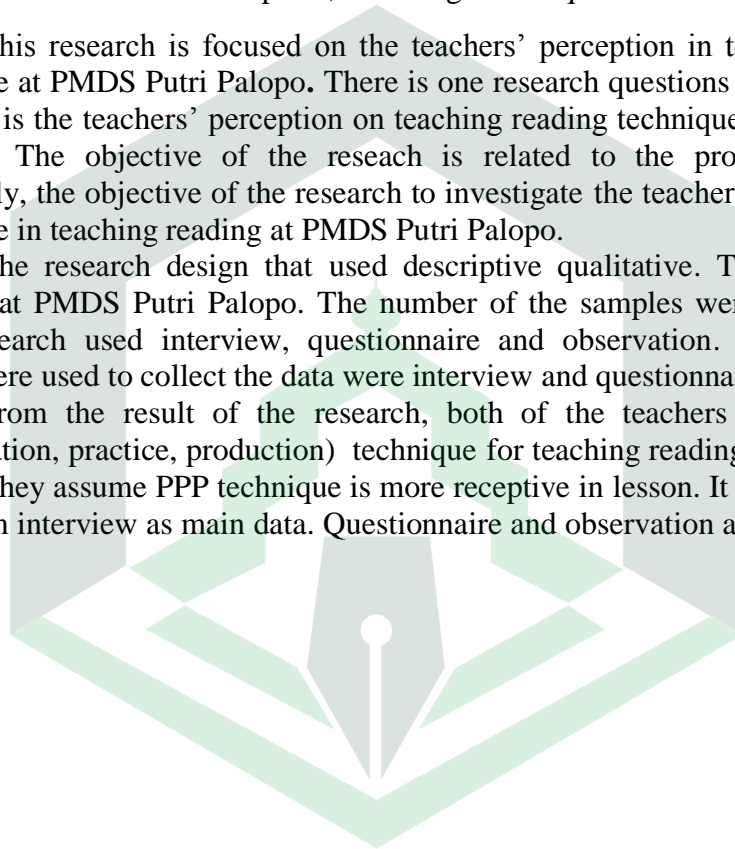 his research is focused on the teachers' perception in t
e at PMDS Putri Palopo. There is one research questions
is the teachers' perception on teaching reading technique
The objective of the reseach is related to the pro
ly, the objective of the research to investigate the teacher
e in teaching reading at PMDS Putri Palopo.
he research design that used descriptive qualitative. T
at PMDS Putri Palopo. The number of the samples wer
earch used interview, questionnaire and observation.
ere used to collect the data were interview and questionna
rom the result of the research, both of the teachers
ation, practice, production) technique for teaching reading
hey assume PPP technique is more receptive in lesson. It
n interview as main data. Questionnaire and observation a